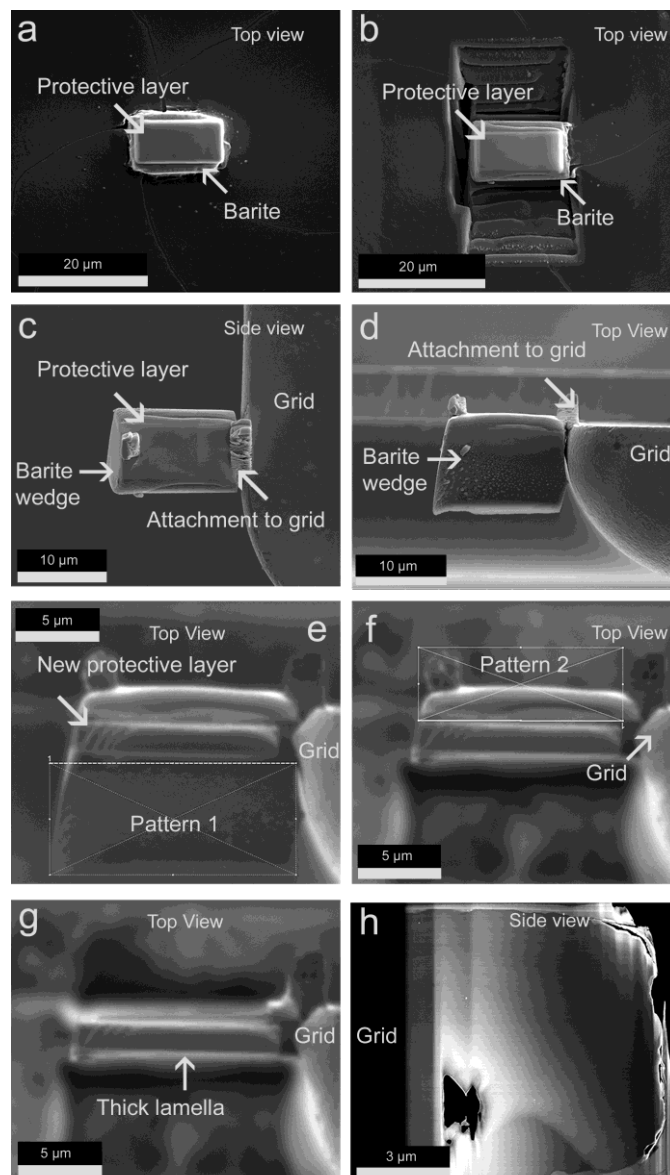 a
Top view
Protective layer
Barite
20 µm
b
Top view
Protective layer
Barite
20 µm
c
Side view
Protective layer
Grid
Barite
wedge
Attachment to grid
10 µm
d
Top View
Attachment to grid
Grid
Barite
wedge
10 µm
5 µm
Top View
e
New protective layer
Grid
1
Pattern 1
f
Top View
Pattern 2
Grid
5 µm
g
Top View
Grid
Thick lamella
5 µm
h
Side view
Grid
3 µm